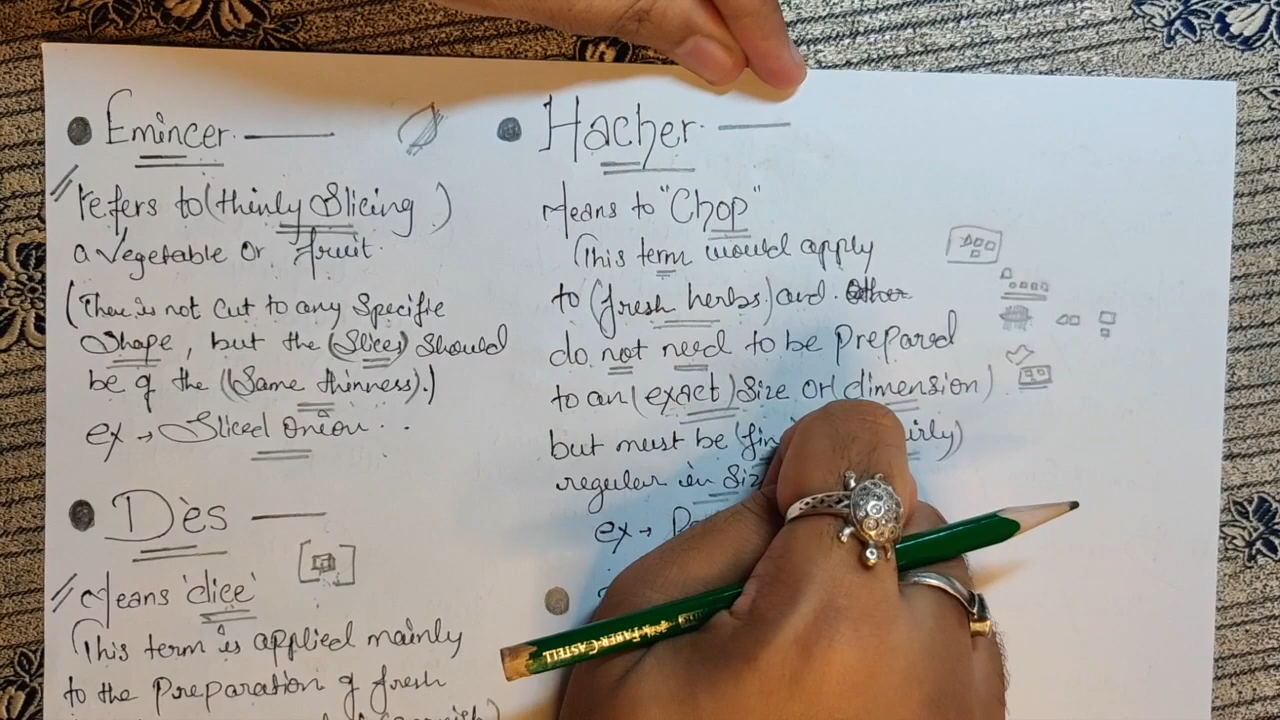 Emincer.
refers to (thinly Slicing)
a Vegetable or fruit.
(There is not Cut to any Specific
Shape, but the (Slices) Should
be of the (Same thinness).)
ex → Sliced onion..
Dès
Means 'dice'
(This term is applied mainly
to the Preparation of fresh
Hacher.
Means to "Chop"
(This term would apply
to (fresh herbs) and. Other
do not need to be Prepared
to an (exact) Size or (dimension)
but must be
regular in
ex →
FABER-CASTELL